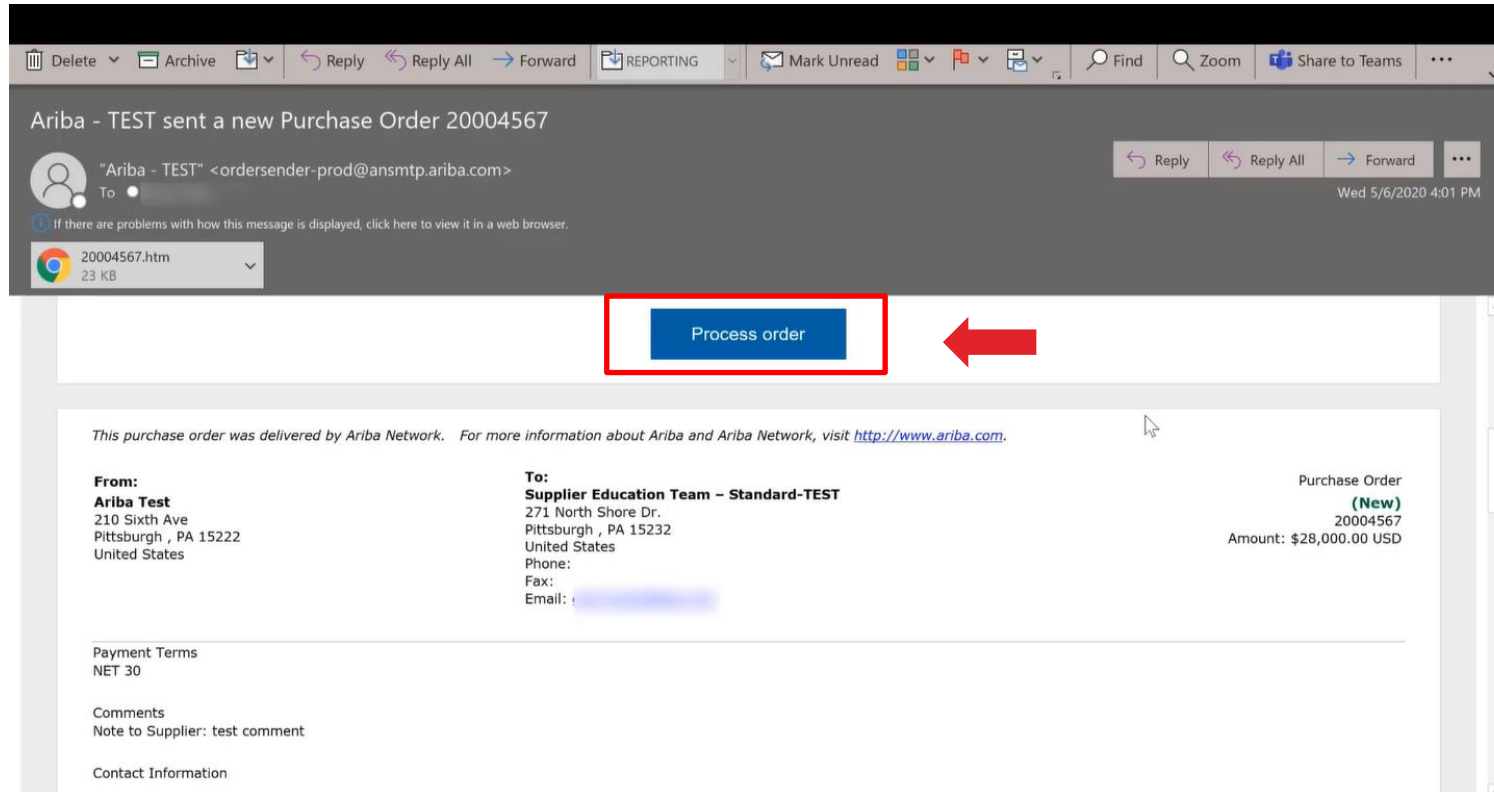 Delete Archive Reply Reply All Forward REPORTING Mark Unread Find Zoom Share to Teams ...
Ariba - TEST sent a new Purchase Order 20004567
"Ariba - TEST" <ordersender-prod@ansmtp.ariba.com>
To
Reply Reply All Forward ...
Wed 5/6/2020 4:01 PM
If there are problems with how this message is displayed, click here to view it in a web browser.
20004567.htm
23 KB
Process order
This purchase order was delivered by Ariba Network. For more information about Ariba and Ariba Network, visit http://www.ariba.com.
From:
Ariba Test
210 Sixth Ave
Pittsburgh , PA 15222
United States
To:
Supplier Education Team – Standard-TEST
271 North Shore Dr.
Pittsburgh , PA 15232
United States
Phone:
Fax:
Email:
Purchase Order
(New)
20004567
Amount: $28,000.00 USD
Payment Terms
NET 30
Comments
Note to Supplier: test comment
Contact Information